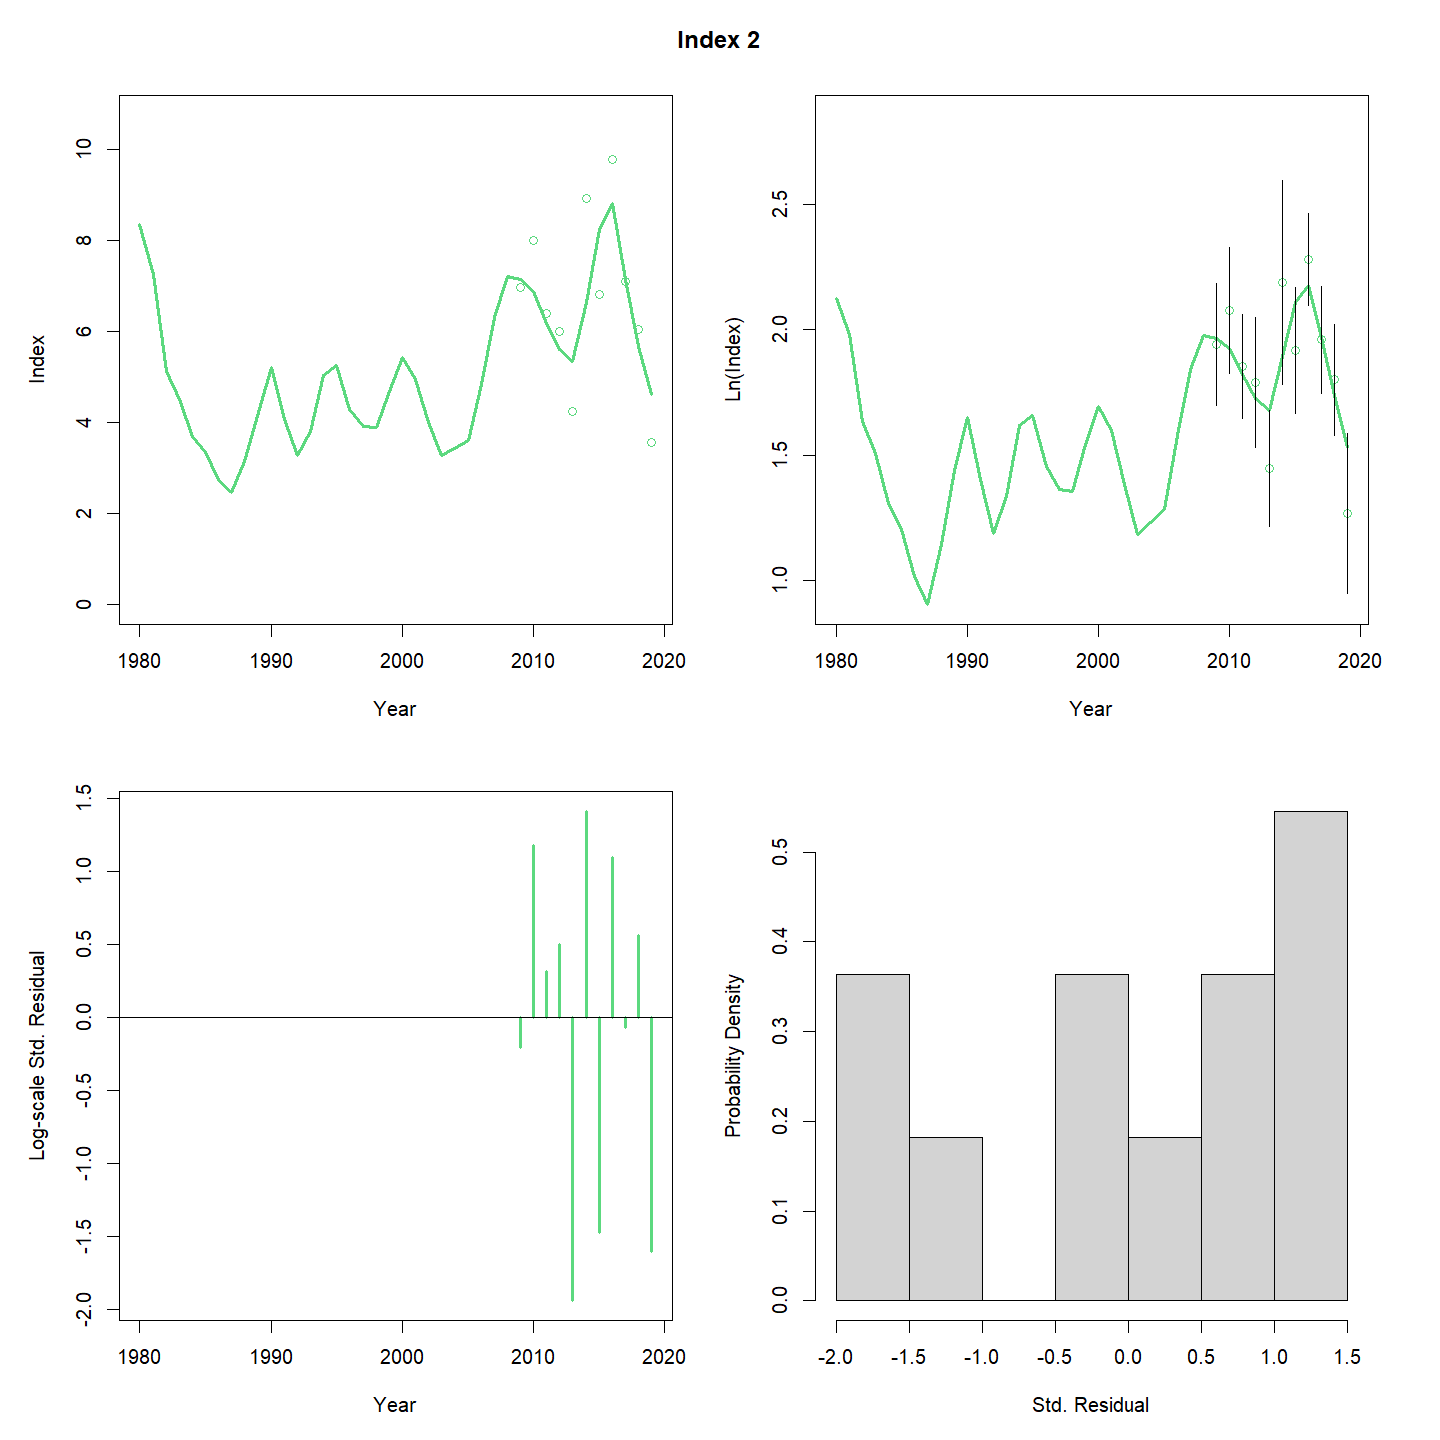 Index 2
Index
0 2 4 6 8 10
1980 1990 2000 2010 2020
Year
Ln(Index)
1.0 1.5 2.0 2.5
1980 1990 2000 2010 2020
Year
Log-scale Std. Residual
-2.0 -1.5 -1.0 -0.5 0.0 0.5 1.0 1.5
1980 1990 2000 2010 2020
Year
Probability Density
0.0 0.1 0.2 0.3 0.4 0.5
-2.0 -1.5 -1.0 -0.5 0.0 0.5 1.0 1.5
Std. Residual